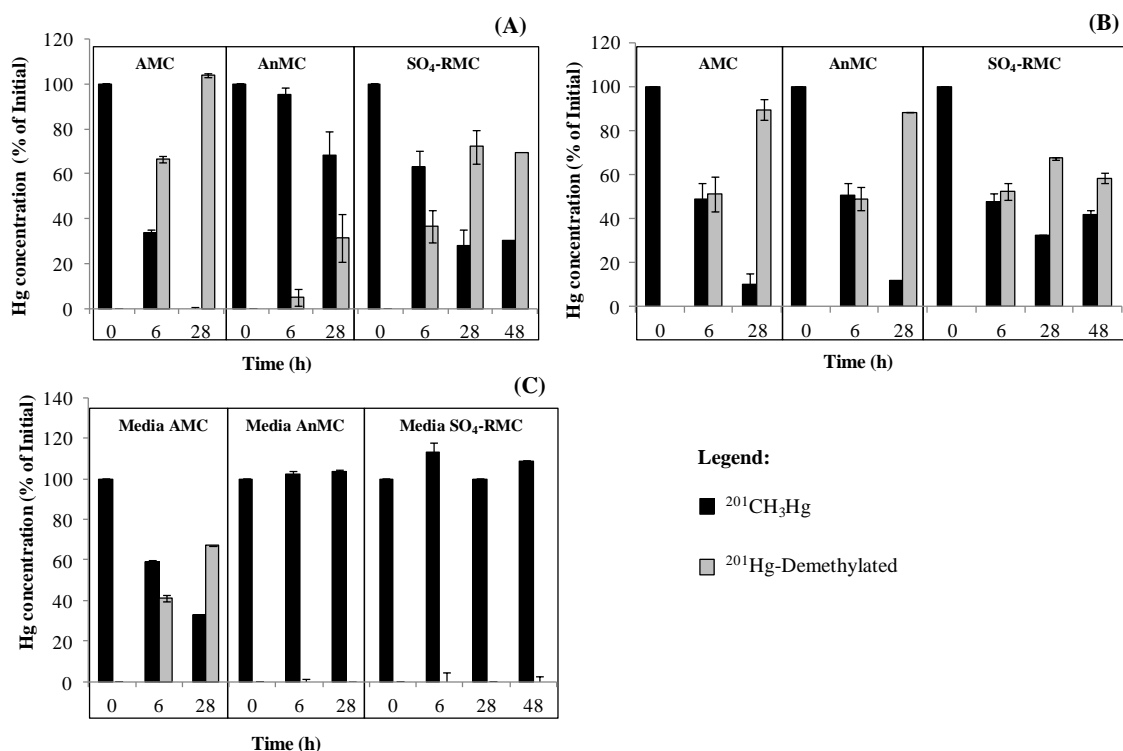 (A)
Hg concentration (% of Initial)
120
100
80
60
40
20
0
AMC
AnMC
SO₄-RMC
0 6 28 0 6 28 0 6 28 48
Time (h)
(B)
Hg concentration (% of Initial)
120
100
80
60
40
20
0
AMC
AnMC
SO₄-RMC
0 6 28 0 6 28 0 6 28 48
Time (h)
(C)
Hg concentration (% of Initial)
140
120
100
80
60
40
20
0
Media AMC
Media AnMC
Media SO₄-RMC
0 6 28 0 6 28 0 6 28 48
Time (h)
Legend:
²⁰¹CH₃Hg
²⁰¹Hg-Demethylated